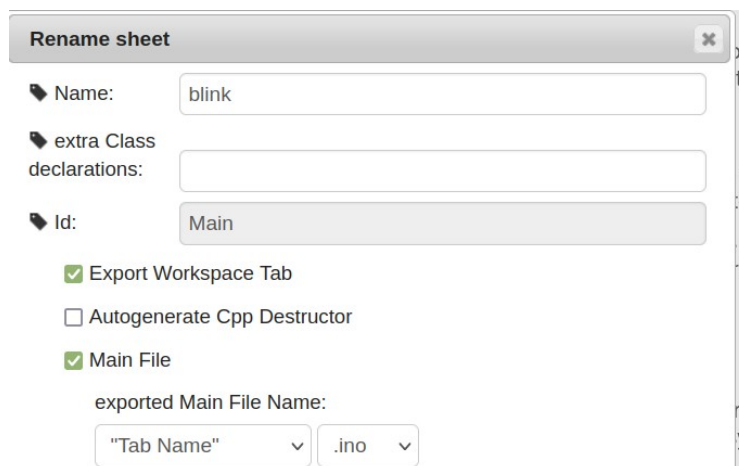 Rename sheet
Name:
blink
extra Class
declarations:
Id:
Main
Export Workspace Tab
Autogenerate Cpp Destructor
Main File
exported Main File Name:
"Tab Name"
.ino